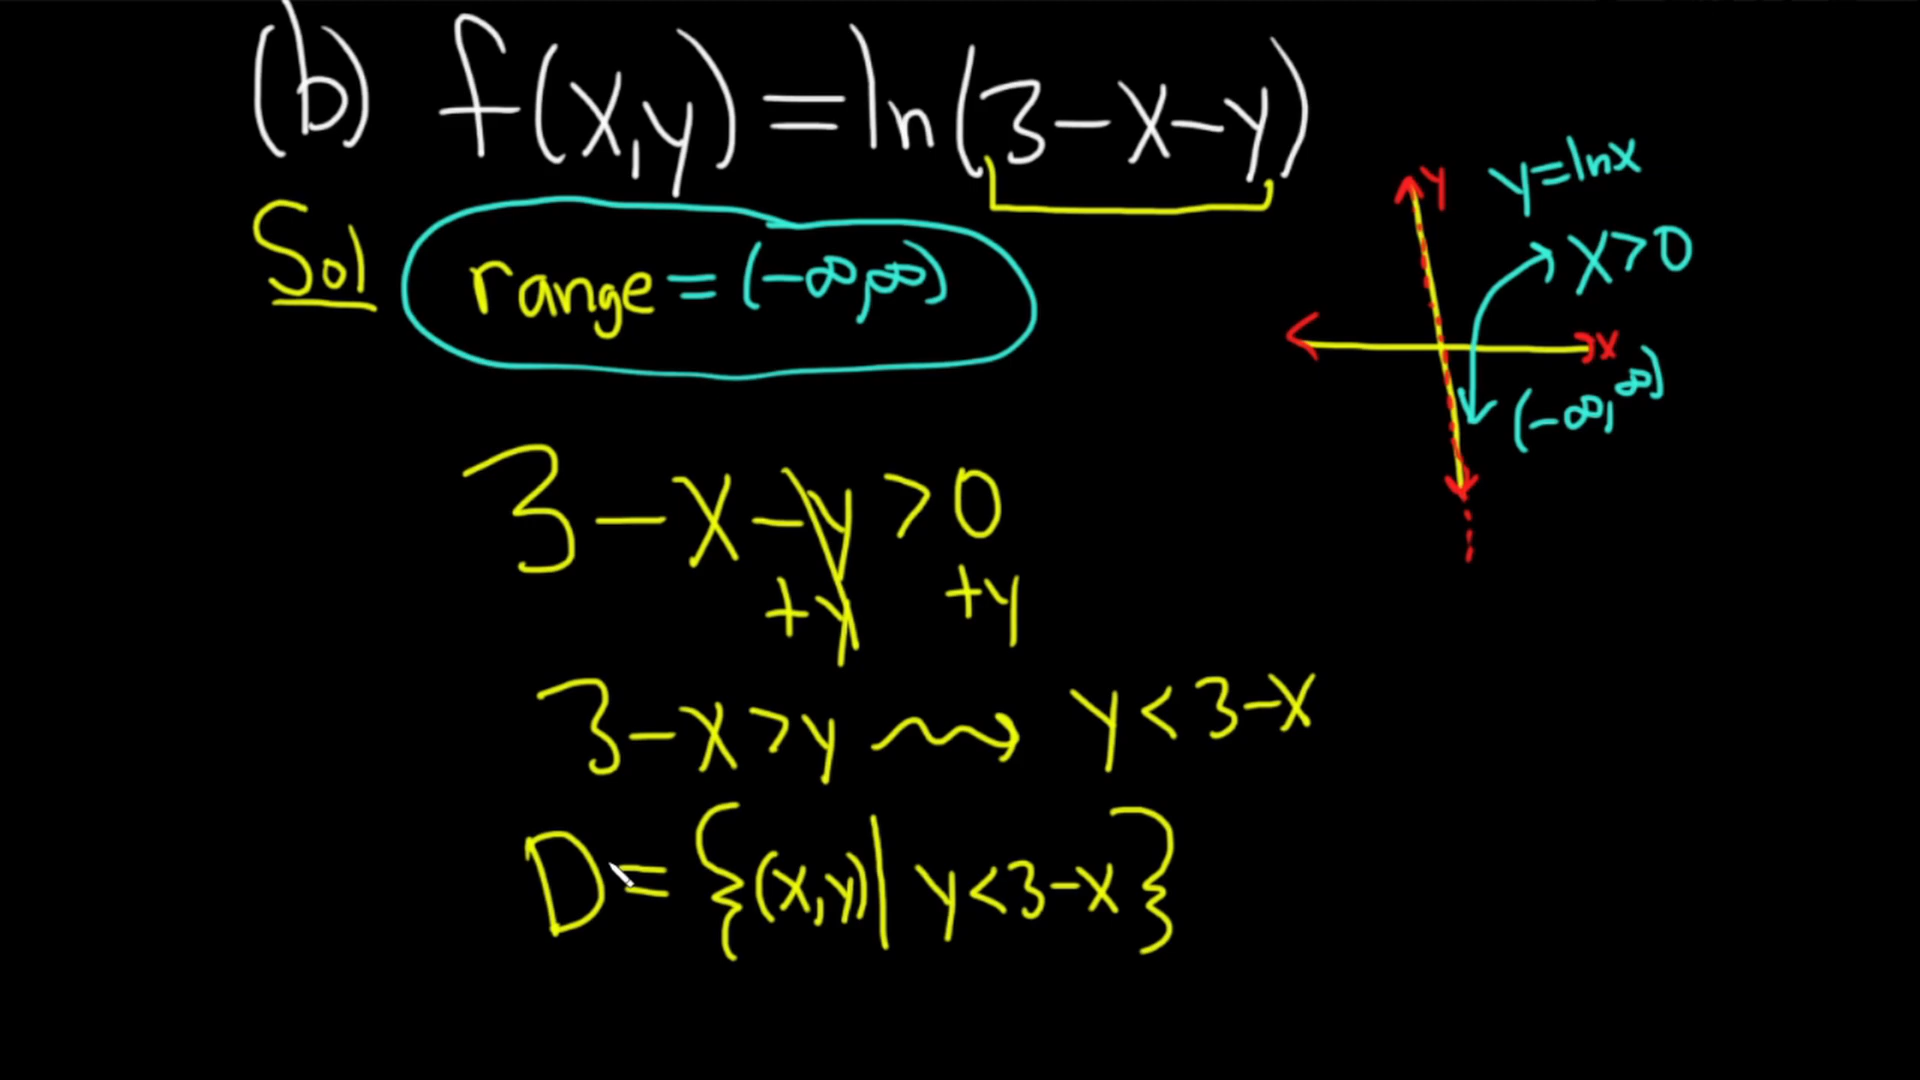 (b) f(x,y)=ln(3-x-y)
Sol range=(-∞,∞)
y=lnx
y
x>0
x
(-∞,∞)
3-x-y>0
+y +y
3-x>y ⇝ y<3-x
D={(x,y)| y<3-x}